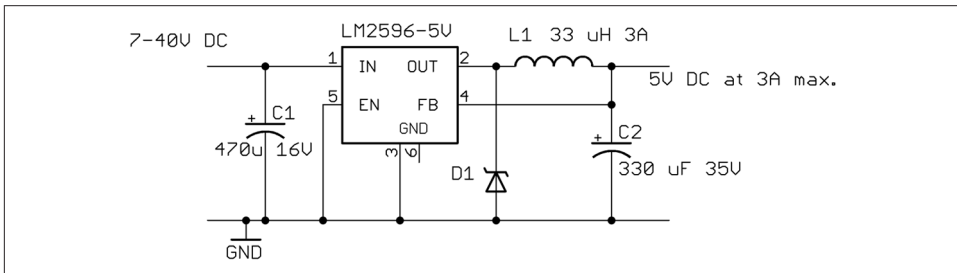 7-40V DC
LM2596-5V
L1 33 uH 3A
1
IN
OUT
2
5V DC at 3A max.
5
EN
FB
4
GND
+
C1
470u 16V
3
6
D1
+
C2
330 uF 35V
GND